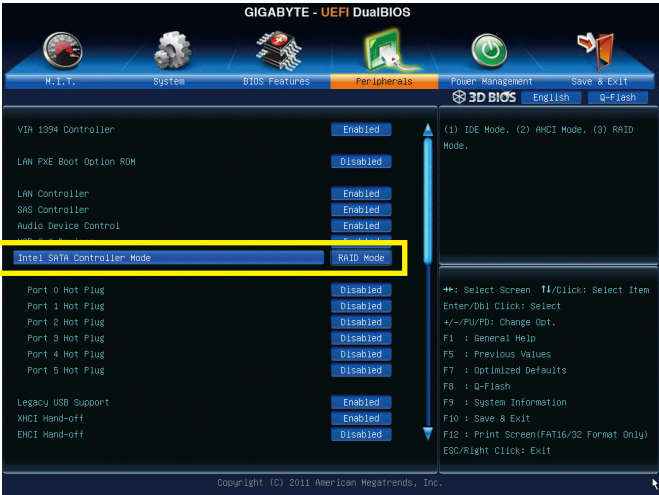 GIGABYTE - UEFI DualBIOS
M.I.T. System BIOS Features Peripherals Power Management Save & Exit
3D BIOS English Q-Flash
VIA 1394 Controller Enabled
LAN PXE Boot Option ROM Disabled
LAN Controller Enabled
SAS Controller Enabled
Audio Device Control Enabled
Intel SATA Controller Mode RAID Mode
Port 0 Hot Plug Disabled
Port 1 Hot Plug Disabled
Port 2 Hot Plug Disabled
Port 3 Hot Plug Disabled
Port 4 Hot Plug Disabled
Port 5 Hot Plug Disabled
Legacy USB Support Enabled
XHCI Hand-off Enabled
EHCI Hand-off Disabled
(1) IDE Mode. (2) AHCI Mode. (3) RAID
Mode.
↔: Select Screen ↑↓/Click: Select Item
Enter/Dbl Click: Select
+/-/PU/PD: Change Opt.
F1 : General Help
F5 : Previous Values
F7 : Optimized Defaults
F8 : Q-Flash
F9 : System Information
F10 : Save & Exit
F12 : Print Screen(FAT16/32 Format Only)
ESC/Right Click: Exit
Copyright (C) 2011 American Megatrends, Inc.